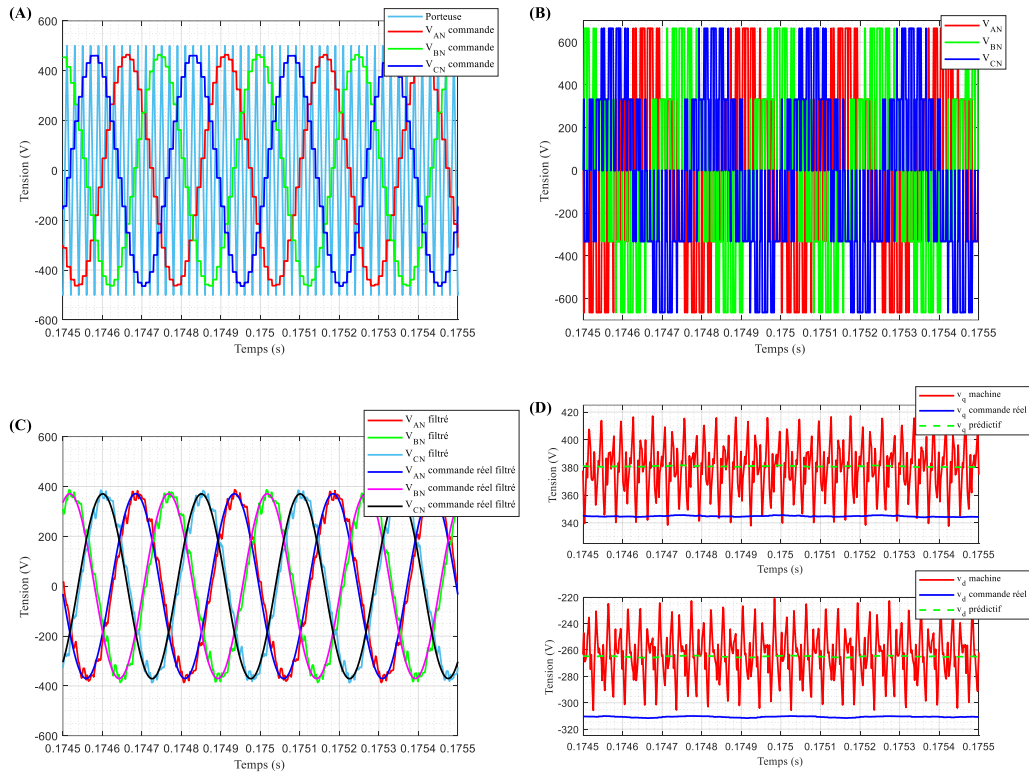 (A)
600
400
200
0
-200
-400
-600
Tension (V)
0.1745 0.1746 0.1747 0.1748 0.1749 0.175 0.1751 0.1752 0.1753 0.1754 0.1755
Temps (s)
Porteuse
V_AN commande
V_BN commande
V_CN commande
(B)
600
400
200
0
-200
-400
-600
Tension (V)
0.1745 0.1746 0.1747 0.1748 0.1749 0.175 0.1751 0.1752 0.1753 0.1754 0.1755
Temps (s)
V_AN
V_BN
V_CN
(C)
600
400
200
0
-200
-400
-600
Tension (V)
0.1745 0.1746 0.1747 0.1748 0.1749 0.175 0.1751 0.1752 0.1753 0.1754 0.1755
Temps (s)
V_AN filtré
V_BN filtré
V_CN filtré
V_AN commande réel filtré
V_BN commande réel filtré
V_CN commande réel filtré
(D)
420
400
380
360
340
Tension (V)
0.1745 0.1746 0.1747 0.1748 0.1749 0.175 0.1751 0.1752 0.1753 0.1754 0.1755
Temps (s)
v_q machine
v_q commande réel
v_q prédictif
-220
-240
-260
-280
-300
-320
Tension (V)
0.1745 0.1746 0.1747 0.1748 0.1749 0.175 0.1751 0.1752 0.1753 0.1754 0.1755
Temps (s)
v_d machine
v_d commande réel
v_d prédictif